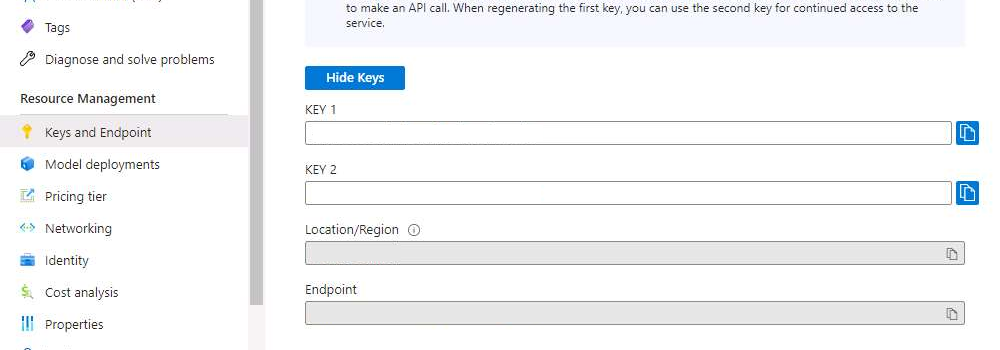 to make an API call. When regenerating the first key, you can use the second key for continued access to the
service.
Tags
Diagnose and solve problems
Resource Management
Keys and Endpoint
Model deployments
Pricing tier
Networking
Identity
Cost analysis
Properties
Hide Keys
KEY 1
KEY 2
Location/Region
Endpoint